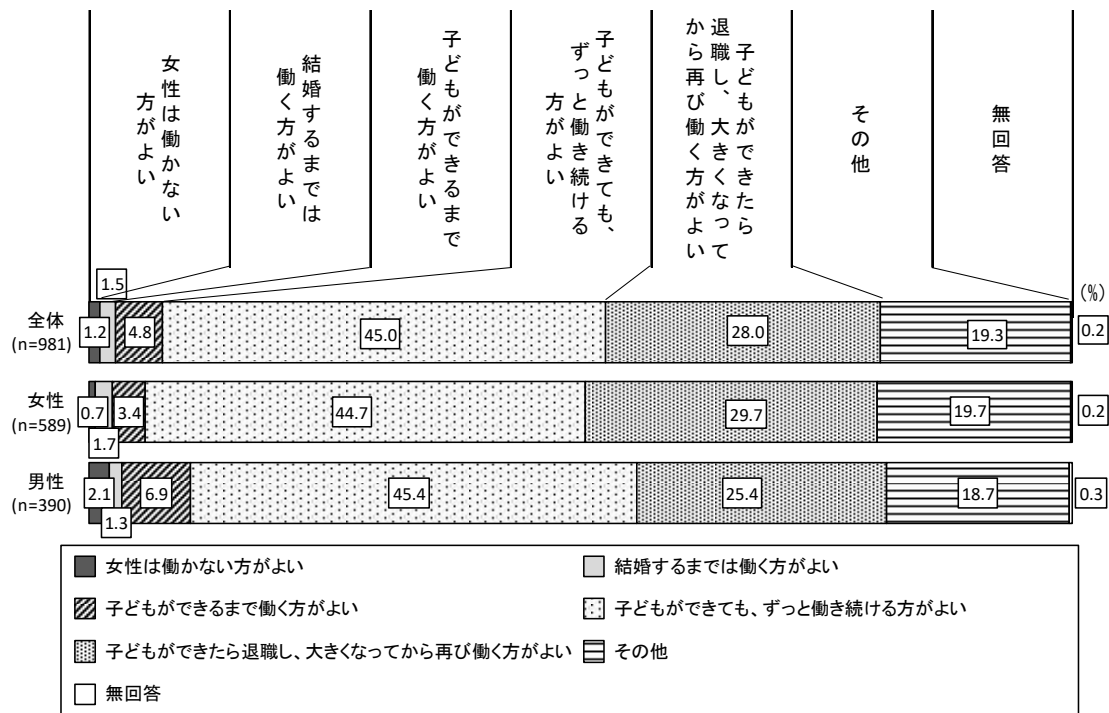 女性は働かない
方がよい
結婚するまでは
働く方がよい
子どもができるまで
働く方がよい
子どもができても、
ずっと働き続ける
方がよい
子どもができたら
退職し、大きくなって
から再び働く方がよい
その他
無回答
(%)
1.5
全体
(n=981)
1.2
4.8
45.0
28.0
19.3
0.2
女性
(n=589)
0.7
1.7
3.4
44.7
29.7
19.7
0.2
男性
(n=390)
2.1
1.3
6.9
45.4
25.4
18.7
0.3
女性は働かない方がよい
結婚するまでは働く方がよい
子どもができるまで働く方がよい
子どもができても、ずっと働き続ける方がよい
子どもができたら退職し、大きくなってから再び働く方がよい
その他
無回答